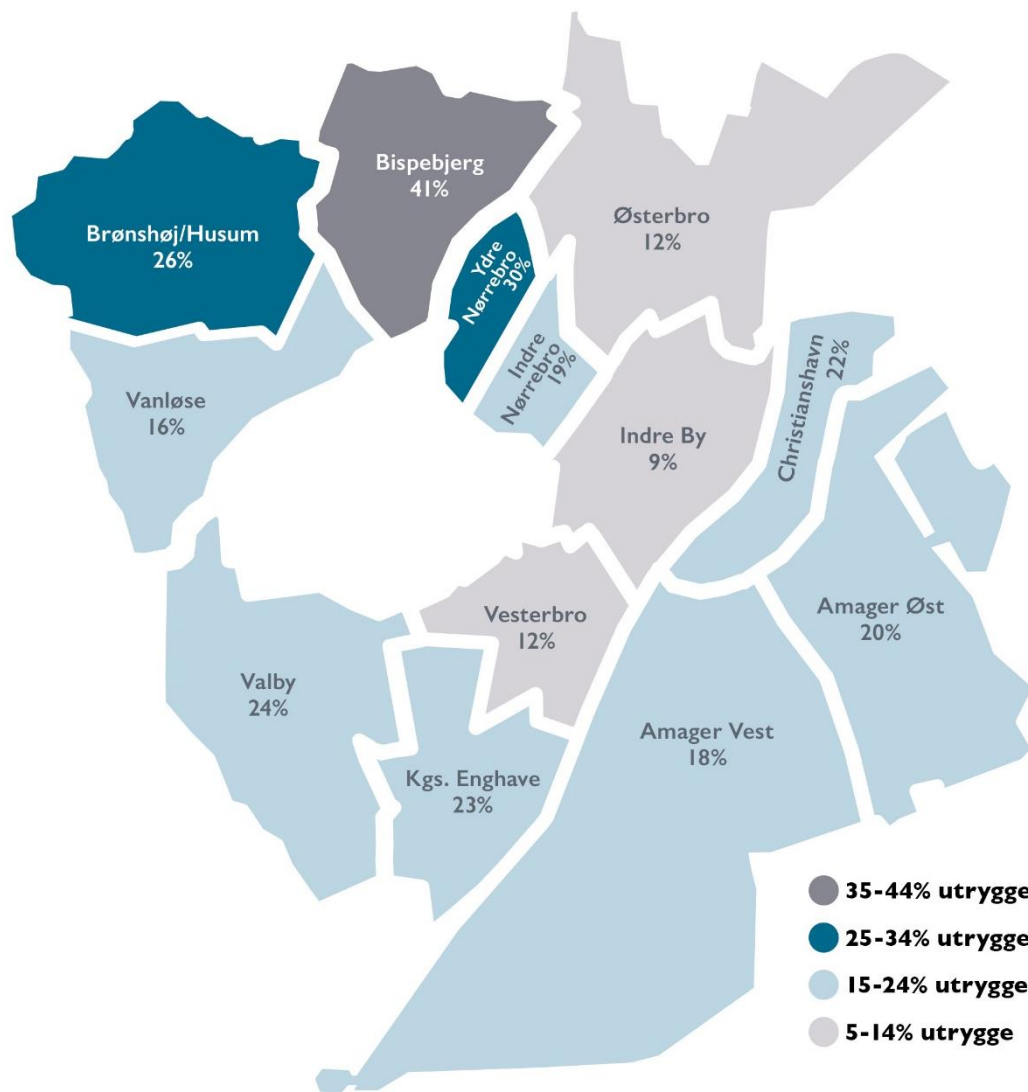 Bispebjerg
41%
Brønshøj/Husum
26%
Østerbro
12%
Ydre
Nørrebro
30%
Indre
Nørrebro
19%
Christianshavn
22%
Vanløse
16%
Indre By
9%
Vesterbro
12%
Amager Øst
20%
Valby
24%
Amager Vest
18%
Kgs. Enghave
23%
35-44% utrygge
25-34% utrygge
15-24% utrygge
5-14% utrygge